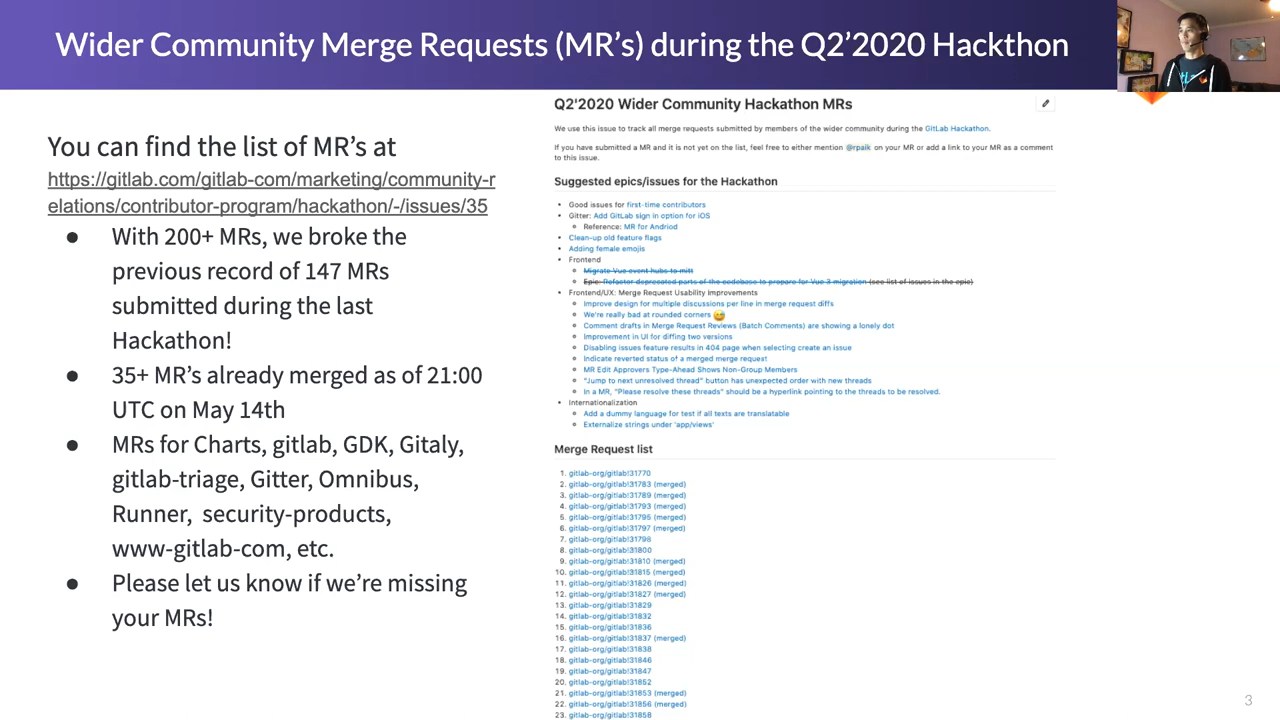 Wider Community Merge Requests (MR's) during the Q2'2020 Hackthon
You can find the list of MR's at
https://gitlab.com/gitlab-com/marketing/community-r
elations/contributor-program/hackathon/-/issues/35
● With 200+ MRs, we broke the
previous record of 147 MRs
submitted during the last
Hackathon!
● 35+ MR's already merged as of 21:00
UTC on May 14th
● MRs for Charts, gitlab, GDK, Gitaly,
gitlab-triage, Gitter, Omnibus,
Runner, security-products,
www-gitlab-com, etc.
● Please let us know if we're missing
your MRs!
Q2'2020 Wider Community Hackathon MRs
We use this issue to track all merge requests submitted by members of the wider community during the GitLab Hackathon.
If you have submitted a MR and it is not yet on the list, feel free to either mention @rpaik on your MR or add a link to your MR as a comment
to this issue.
Suggested epics/issues for the Hackathon
• Good issues for first-time contributors
• Gitter: Add GitLab sign in option for iOS
Reference: MR for Andriod
• Clean-up old feature flags
• Adding female emojis
• Frontend
Migrate Vue event hubs to mitt
Epic: Refactor deprecated parts of the codebase to prepare for Vue 3 migration (see list of issues in the epic)
• Frontend/UX: Merge Request Usability Improvements
Improve design for multiple discussions per line in merge request diffs
We're really bad at rounded corners 😅
Comment drafts in Merge Request Reviews (Batch Comments) are showing a lonely dot
Improvement in UI for diffing two versions
Disabling issues feature results in 404 page when selecting create an issue
Indicate reverted status of a merged merge request
MR Edit Approvers Type-Ahead Shows Non-Group Members
"Jump to next unresolved thread" button has unexpected order with new threads
In a MR, "Please resolve these threads" should be a hyperlink pointing to the threads to be resolved.
• Internationalization
Add a dummy language for test if all texts are translatable
Externalize strings under 'app/views'
Merge Request list
1. gitlab-org/gitlab!31770
2. gitlab-org/gitlab!31783 (merged)
3. gitlab-org/gitlab!31789 (merged)
4. gitlab-org/gitlab!31793 (merged)
5. gitlab-org/gitlab!31795 (merged)
6. gitlab-org/gitlab!31797 (merged)
7. gitlab-org/gitlab!31798
8. gitlab-org/gitlab!31800
9. gitlab-org/gitlab!31810 (merged)
10. gitlab-org/gitlab!31815 (merged)
11. gitlab-org/gitlab!31826 (merged)
12. gitlab-org/gitlab!31827 (merged)
13. gitlab-org/gitlab!31829
14. gitlab-org/gitlab!31832
15. gitlab-org/gitlab!31836
16. gitlab-org/gitlab!31837 (merged)
17. gitlab-org/gitlab!31838
18. gitlab-org/gitlab!31846
19. gitlab-org/gitlab!31847
20. gitlab-org/gitlab!31852
21. gitlab-org/gitlab!31853 (merged)
22. gitlab-org/gitlab!31856 (merged)
23. gitlab-org/gitlab!31858
3